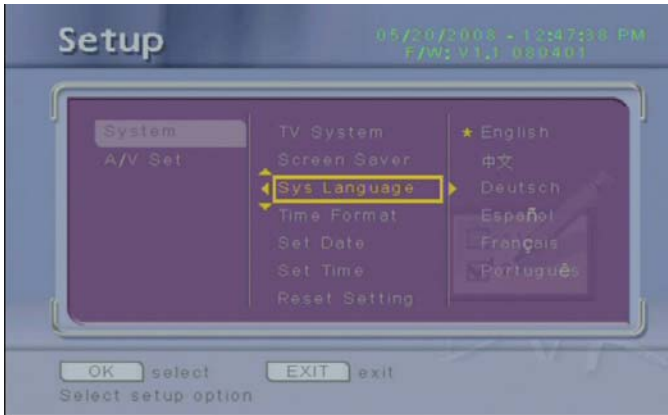 Setup
05/20/2008 - 12:47:38 PM
F/W: V1.1 080401
System
A/V Set
TV System
Screen Saver
Sys Language
Time Format
Set Date
Set Time
Reset Setting
★ English
中文
Deutsch
Español
Français
Português
OK select
EXIT exit
Select setup option